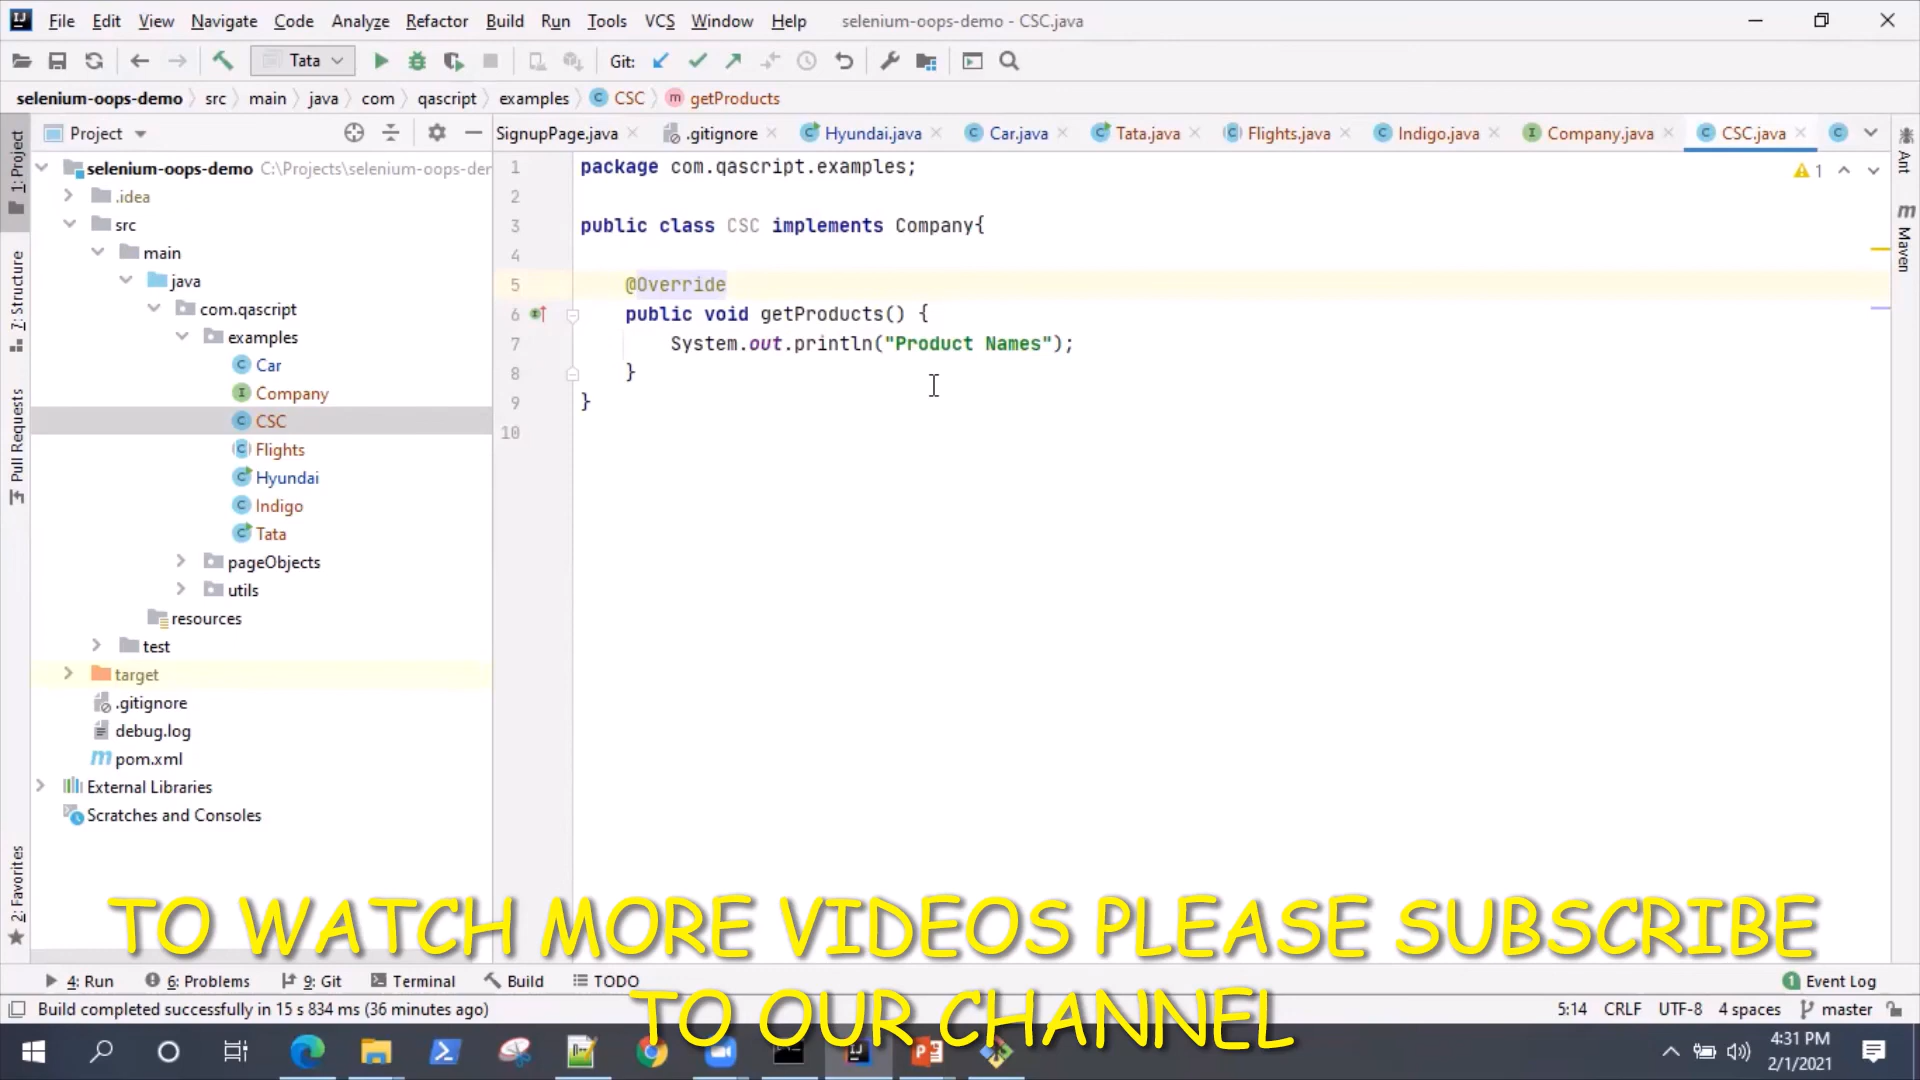 File Edit View Navigate Code Analyze Refactor Build Run Tools VCS Window Help selenium-oops-demo - CSC.java
Tata Git:
selenium-oops-demo src main java com qascript examples CSC getProducts
Project SignupPage.java .gitignore Hyundai.java Car.java Tata.java Flights.java Indigo.java Company.java CSC.java
1: Project
7: Structure
Pull Requests
2: Favorites
selenium-oops-demo C:\Projects\selenium-oops-der
.idea
src
main
java
com.qascript
examples
Car
Company
CSC
Flights
Hyundai
Indigo
Tata
pageObjects
utils
resources
test
target
.gitignore
debug.log
pom.xml
External Libraries
Scratches and Consoles
1 package com.qascript.examples;
2
3 public class CSC implements Company{
4
5 @Override
6 public void getProducts() {
7 System.out.println("Product Names");
8 }
9 }
10
1
Ant
Maven
TO WATCH MORE VIDEOS PLEASE SUBSCRIBE
TO OUR CHANNEL
4: Run 6: Problems 9: Git Terminal Build TODO 1 Event Log
Build completed successfully in 15 s 834 ms (36 minutes ago) 5:14 CRLF UTF-8 4 spaces master
4:31 PM
2/1/2021